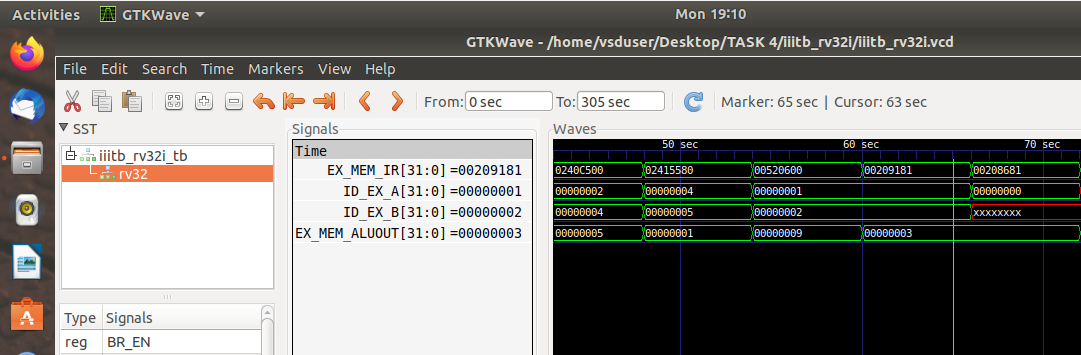 Activities GTKWave Mon 19:10
GTKWave - /home/vsduser/Desktop/TASK 4/iiitb_rv32i/iiitb_rv32i.vcd
File Edit Search Time Markers View Help
From: 0 sec To: 305 sec Marker: 65 sec | Cursor: 63 sec
SST
iiitb_rv32i_tb
rv32
Type Signals
reg BR_EN
Signals
Time
EX_MEM_IR[31:0] =00209181
ID_EX_A[31:0] =00000001
ID_EX_B[31:0] =00000002
EX_MEM_ALUOUT[31:0] =00000003
Waves
50 sec 60 sec 70 sec
0240C500 02415580 00520600 00209181 00208681
00000002 00000004 00000001 00000000
00000004 00000005 00000002 xxxxxxxx
00000005 00000001 00000009 00000003